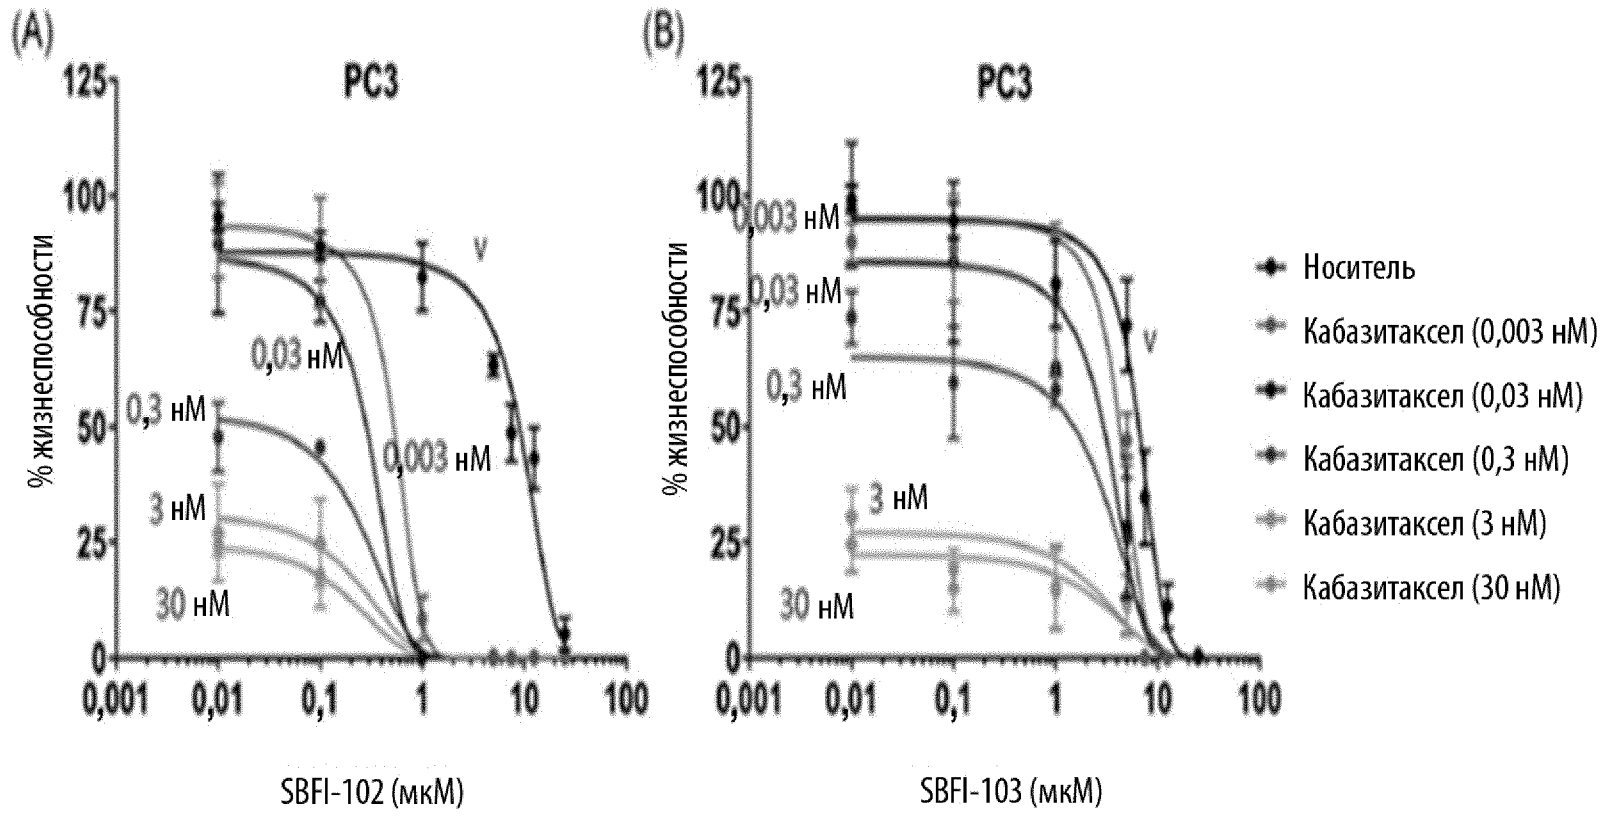 (A)
PC3
125
100
75
50
25
0
% жизнеспособности
V
0,03 нМ
0,3 нМ
0,003 нМ
3 нМ
30 нМ
0,001 0,01 0,1 1 10 100
SBFI-102 (мкМ)
(B)
PC3
125
100
75
50
25
0
% жизнеспособности
0,003 нМ
0,03 нМ
V
0,3 нМ
3 нМ
30 нМ
0,001 0,01 0,1 1 10 100
SBFI-103 (мкМ)
Носитель
Кабазитаксел (0,003 нМ)
Кабазитаксел (0,03 нМ)
Кабазитаксел (0,3 нМ)
Кабазитаксел (3 нМ)
Кабазитаксел (30 нМ)